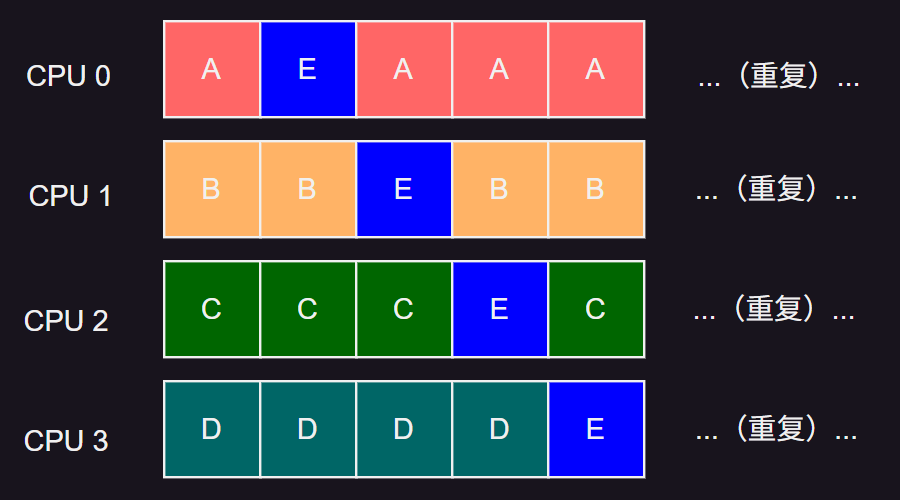 CPU 0 A E A A A ...（重复）...
CPU 1 B B E B B ...（重复）...
CPU 2 C C C E C ...（重复）...
CPU 3 D D D D E ...（重复）...